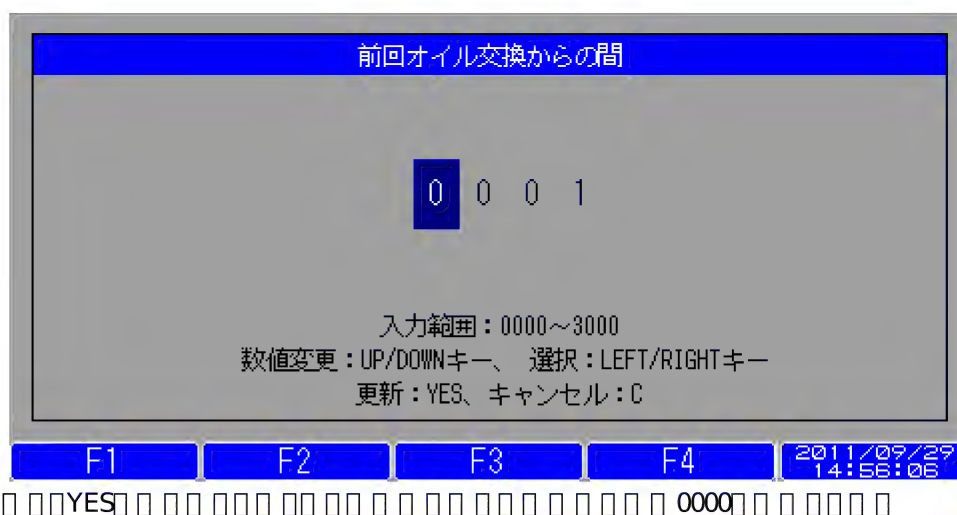 前回オイル交換からの間
0 0 0 1
入力範囲：0000～3000
数値変更：UP/DOWNキー、 選択：LEFT/RIGHTキー
更新：YES、キャンセル：C
F1 F2 F3 F4 2011/09/29
14:56:06
YES 0000